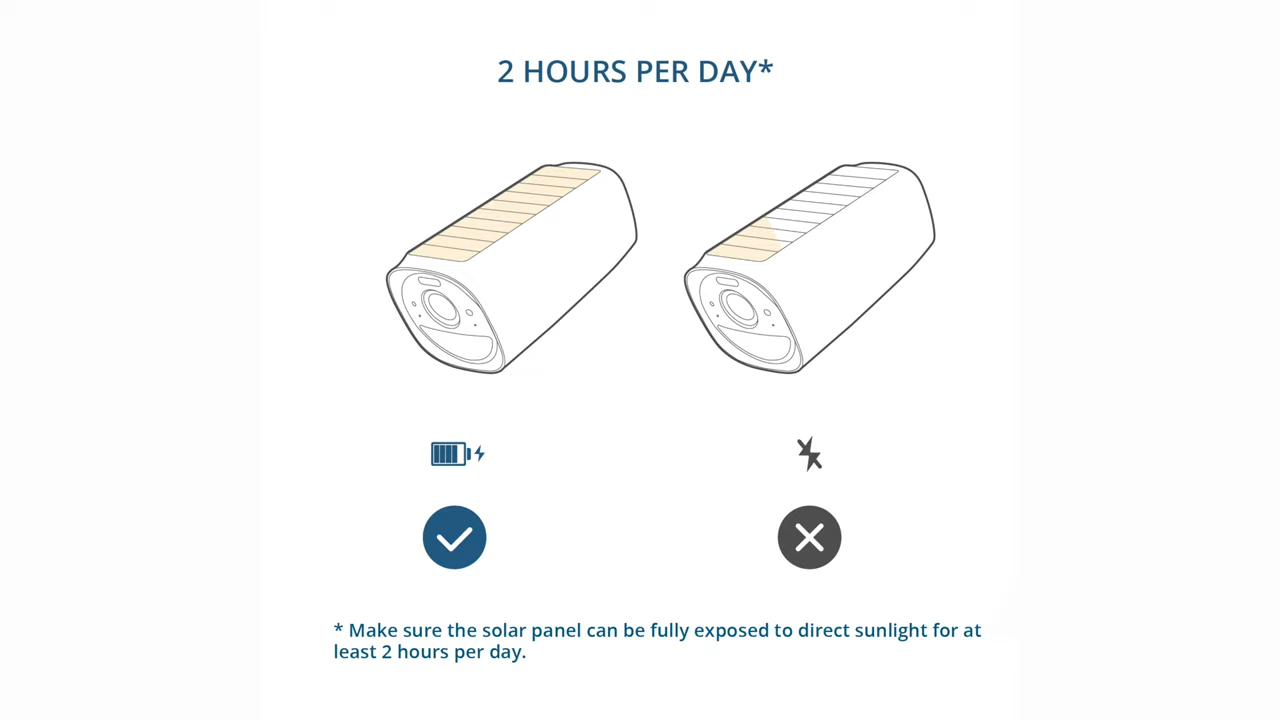 2 HOURS PER DAY*
* Make sure the solar panel can be fully exposed to direct sunlight for at
least 2 hours per day.